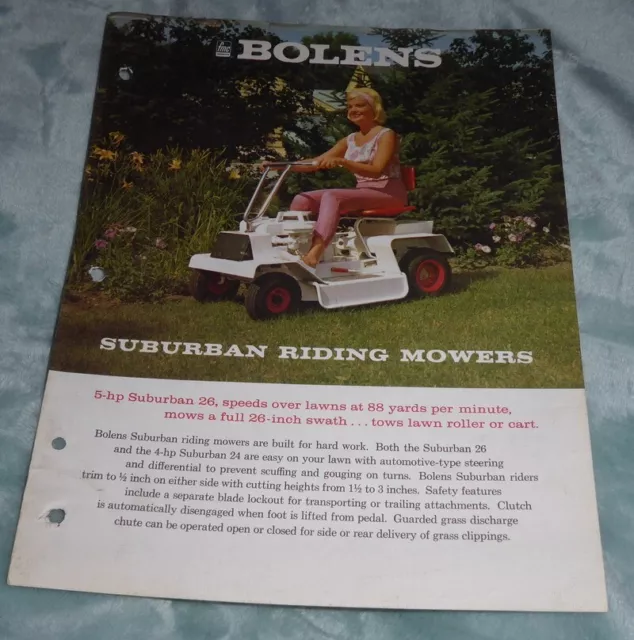 fmc BOLENS
SUBURBAN RIDING MOWERS
5-hp Suburban 26, speeds over lawns at 88 yards per minute,
mows a full 26-inch swath . . . tows lawn roller or cart.
Bolens Suburban riding mowers are built for hard work. Both the Suburban 26
and the 4-hp Suburban 24 are easy on your lawn with automotive-type steering
and differential to prevent scuffing and gouging on turns. Bolens Suburban riders
trim to ½ inch on either side with cutting heights from 1½ to 3 inches. Safety features
include a separate blade lockout for transporting or trailing attachments. Clutch
is automatically disengaged when foot is lifted from pedal. Guarded grass discharge
chute can be operated open or closed for side or rear delivery of grass clippings.